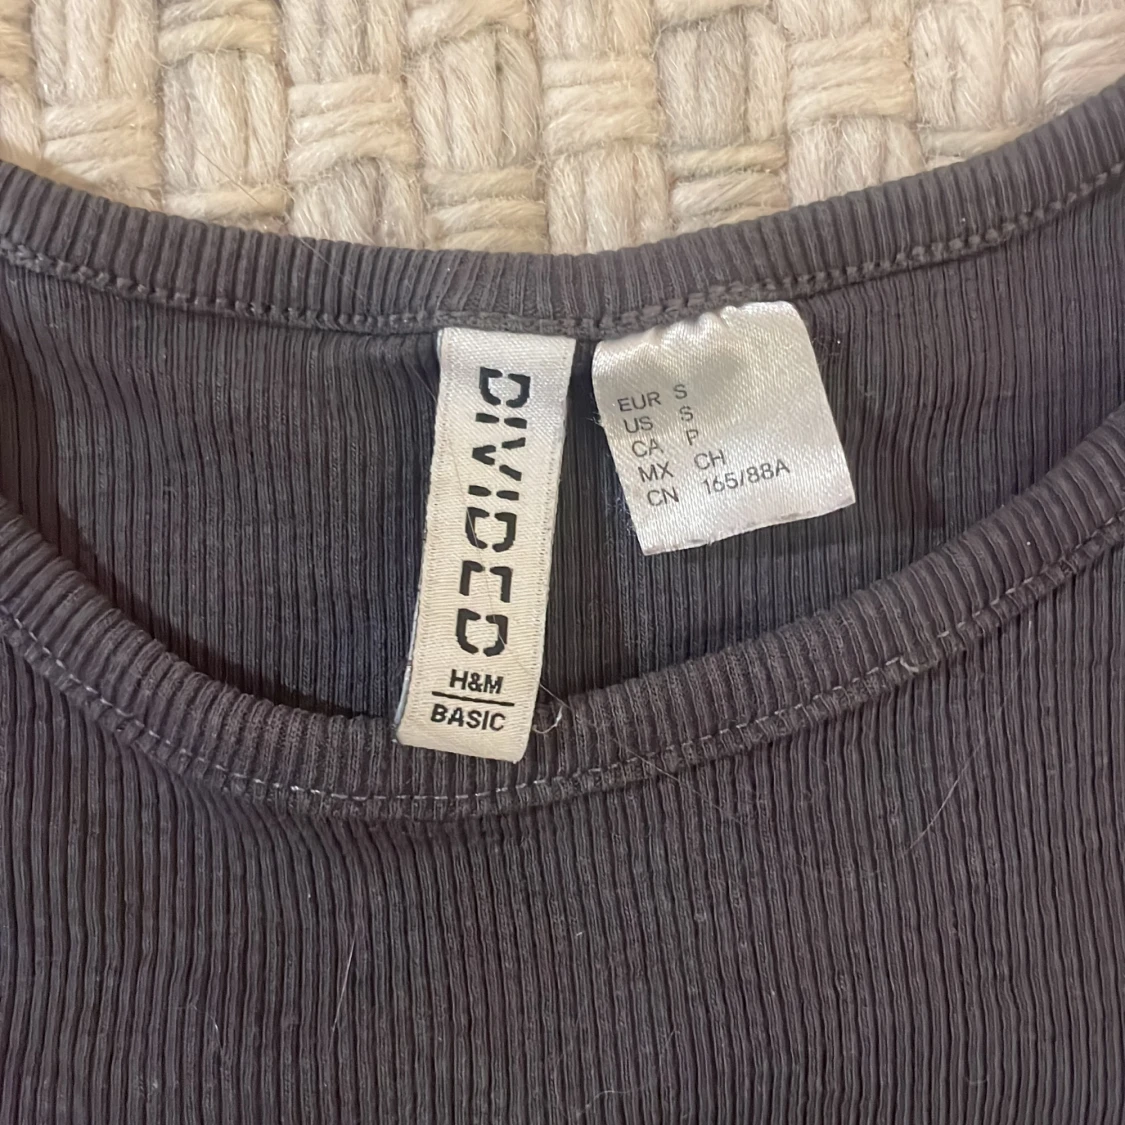 DIVIDED
H&M
BASIC
EUR S
US S
CA P
MX CH
CN 165/88A